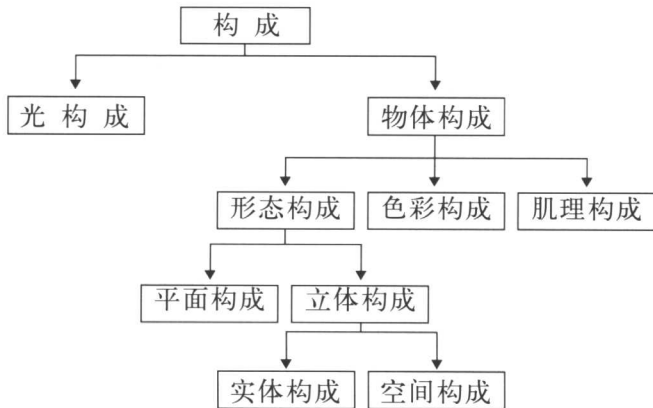 构 成
光 构 成
物体构成
形态构成
色彩构成
肌理构成
平面构成
立体构成
实体构成
空间构成